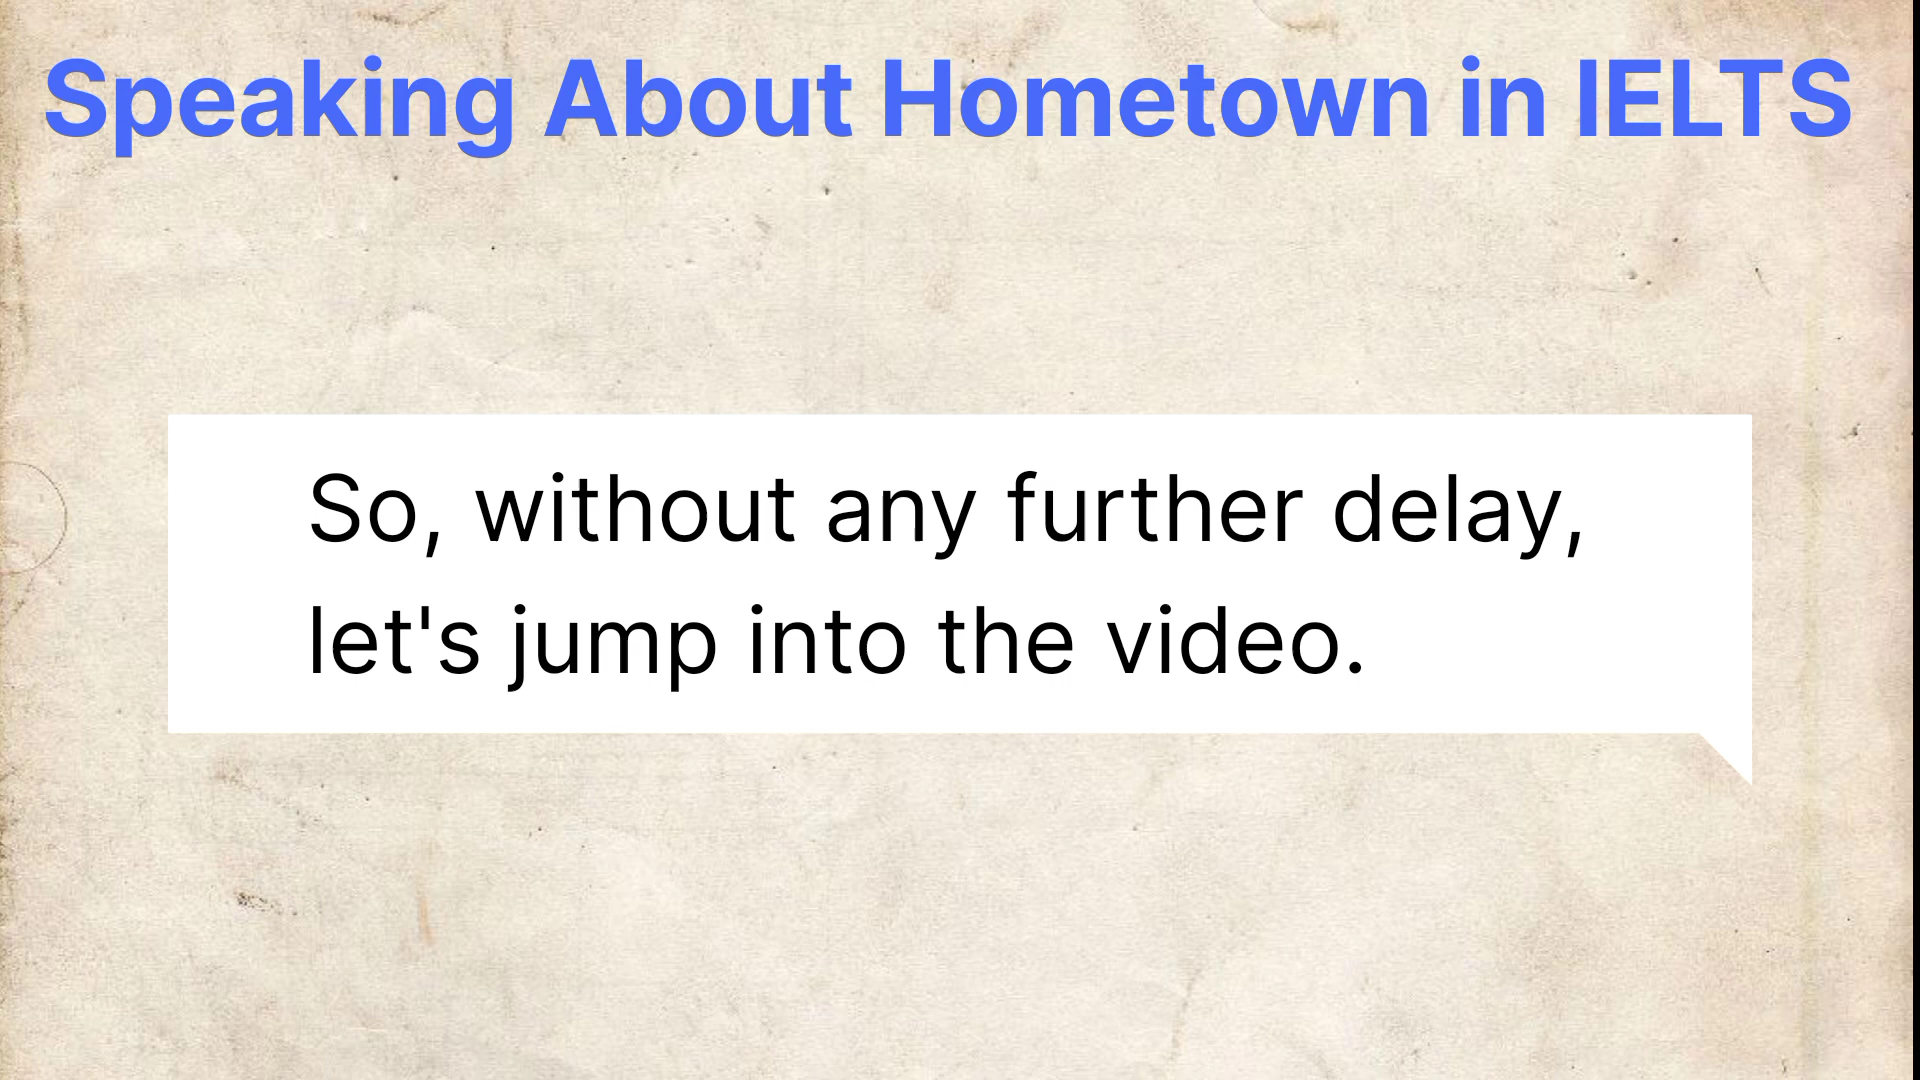 Speaking About Hometown in IELTS
So, without any further delay,
let's jump into the video.